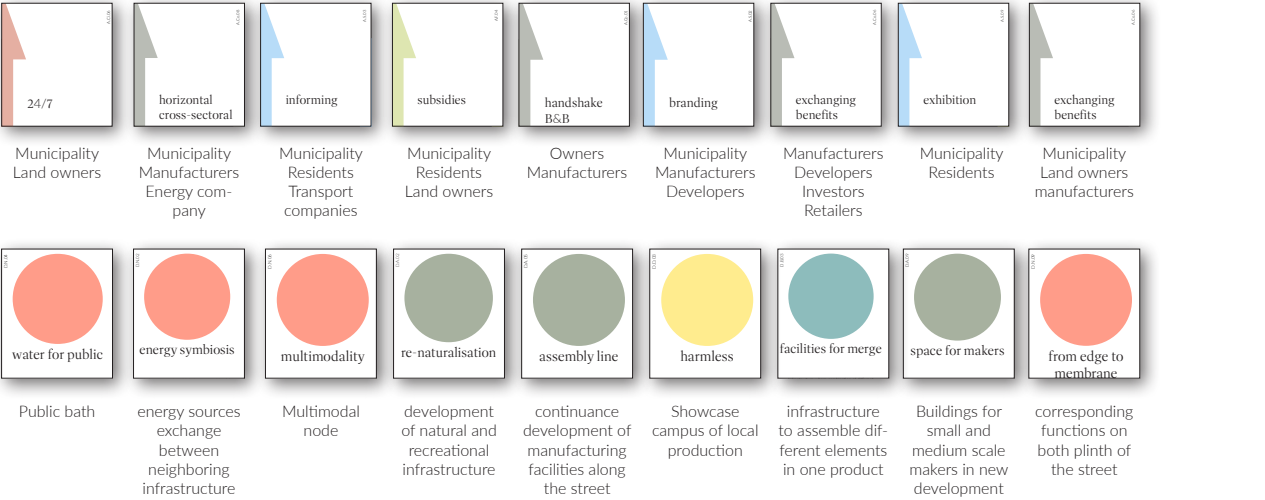 24/7
horizontal
cross-sectoral
informing
subsidies
handshake
B&B
branding
exchanging
benefits
exhibition
exchanging
benefits
Municipality
Land owners
Municipality
Manufacturers
Energy com-
pany
Municipality
Residents
Transport
companies
Municipality
Residents
Land owners
Owners
Manufacturers
Municipality
Manufacturers
Developers
Manufacturers
Developers
Investors
Retailers
Municipality
Residents
Municipality
Land owners
manufacturers
water for public
energy symbiosis
multimodality
re-naturalisation
assembly line
harmless
facilities for merge
space for makers
from edge to
membrane
Public bath
energy sources
exchange
between
neighboring
infrastructure
Multimodal
node
development
of natural and
recreational
infrastructure
continuance
development of
manufacturing
facilities along
the street
Showcase
campus of local
production
infrastructure
to assemble dif-
ferent elements
in one product
Buildings for
small and
medium scale
makers in new
development
corresponding
functions on
both plinth of
the street